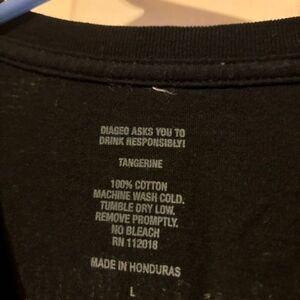 DIAGEO ASKS YOU TO
DRINK RESPONSIBLY!
TANGERINE
100% COTTON
MACHINE WASH COLD.
TUMBLE DRY LOW.
REMOVE PROMPTLY.
NO BLEACH
RN 112018
MADE IN HONDURAS
L